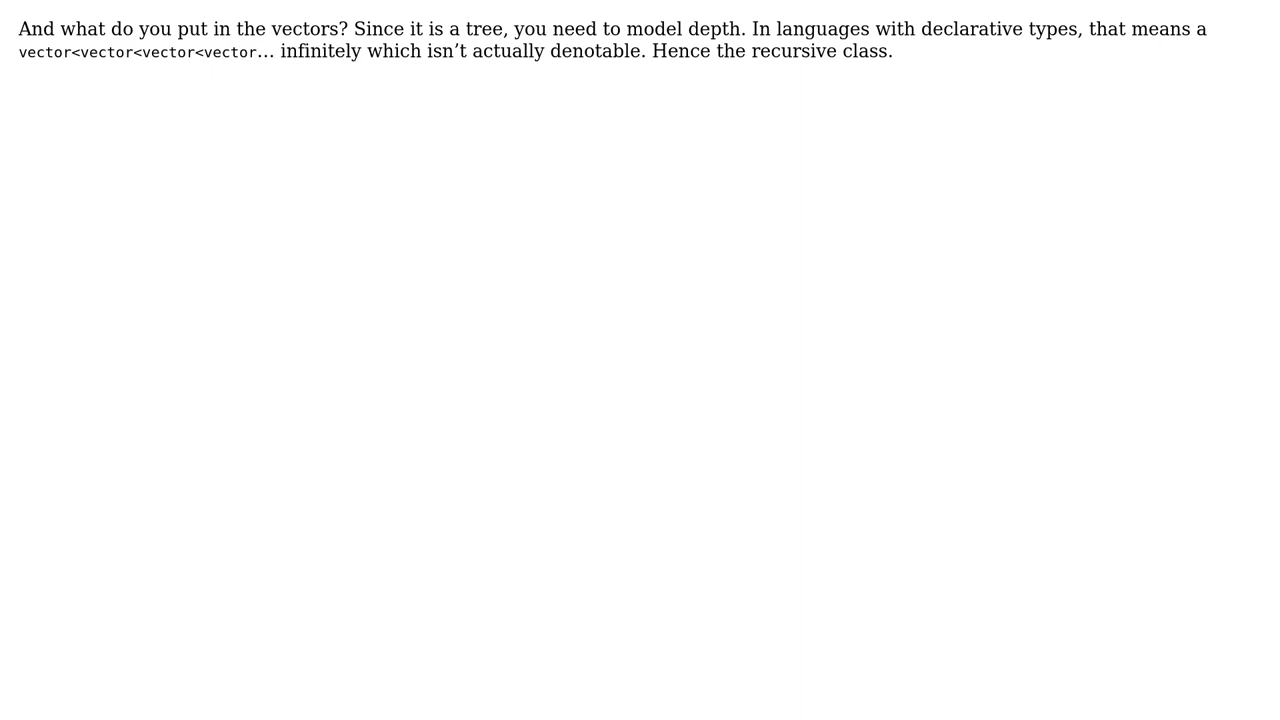 And what do you put in the vectors? Since it is a tree, you need to model depth. In languages with declarative types, that means a
vector<vector<vector<vector… infinitely which isn’t actually denotable. Hence the recursive class.